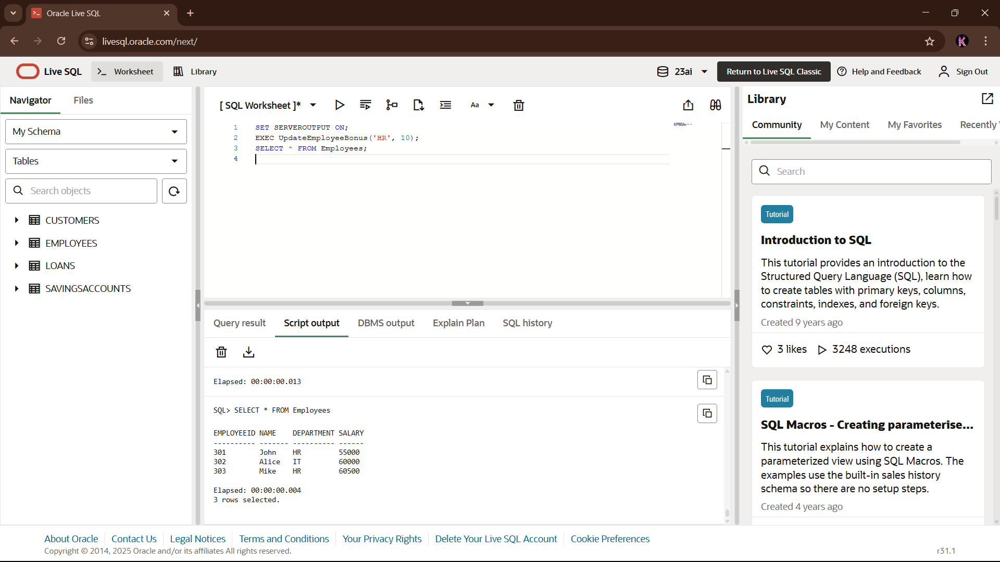 Oracle Live SQL
livesql.oracle.com/next/
Live SQL
Worksheet
Library
23ai
Return to Live SQL Classic
Help and Feedback
Sign Out
Navigator
Files
My Schema
Tables
Search objects
CUSTOMERS
EMPLOYEES
LOANS
SAVINGSACCOUNTS
[ SQL Worksheet ]*
Aa
1 SET SERVEROUTPUT ON;
2 EXEC UpdateEmployeeBonus('HR', 10);
3 SELECT * FROM Employees;
4
Query result
Script output
DBMS output
Explain Plan
SQL history
Elapsed: 00:00:00.013
SQL> SELECT * FROM Employees
EMPLOYEEID NAME    DEPARTMENT SALARY
---------- ------- ---------- ------
301        John    HR         55000
302        Alice   IT         60000
303        Mike    HR         60500
Elapsed: 00:00:00.004
3 rows selected.
Library
Community
My Content
My Favorites
Recently
Search
Tutorial
Introduction to SQL
This tutorial provides an introduction to the
Structured Query Language (SQL), learn how
to create tables with primary keys, columns,
constraints, indexes, and foreign keys.
Created 9 years ago
3 likes
3248 executions
Tutorial
SQL Macros - Creating parameterise...
This tutorial explains how to create a
parameterized view using SQL Macros. The
examples use the built-in sales history
schema so there are no setup steps.
Created 4 years ago
About Oracle
Contact Us
Legal Notices
Terms and Conditions
Your Privacy Rights
Delete Your Live SQL Account
Cookie Preferences
Copyright © 2014, 2025 Oracle and/or its affiliates All rights reserved.
r31.1